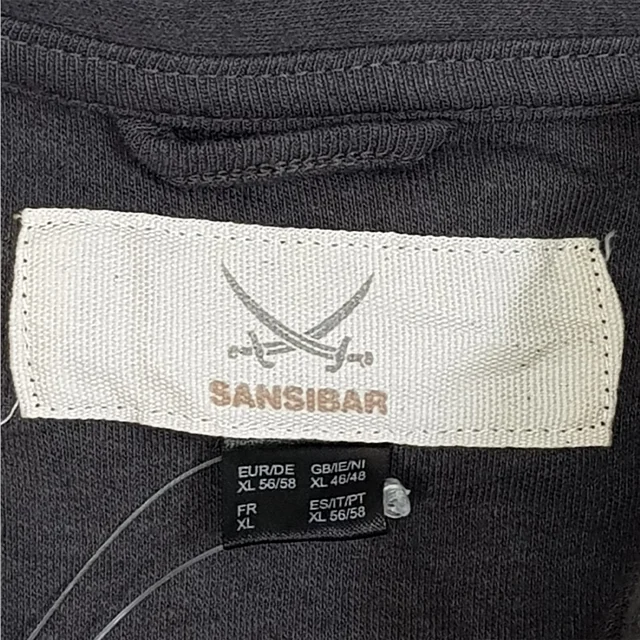 SANSIBAR
EUR/DE GB/IE/NI
XL 56/58 XL 46/48
FR ES/IT/PT
XL XL 56/58